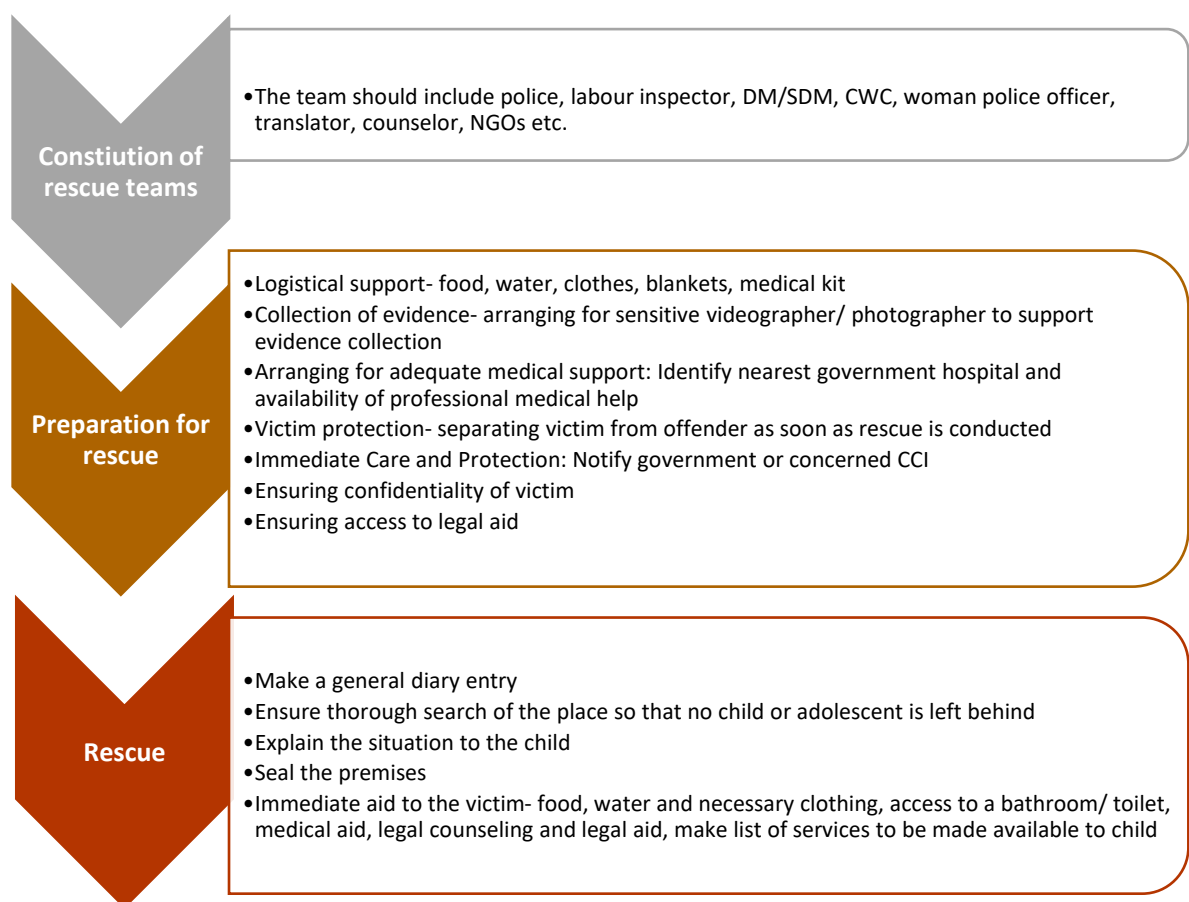 Constiution of
rescue teams
•The team should include police, labour inspector, DM/SDM, CWC, woman police officer,
translator, counselor, NGOs etc.
Preparation for
rescue
•Logistical support- food, water, clothes, blankets, medical kit
•Collection of evidence- arranging for sensitive videographer/ photographer to support
evidence collection
•Arranging for adequate medical support: Identify nearest government hospital and
availability of professional medical help
•Victim protection- separating victim from offender as soon as rescue is conducted
•Immediate Care and Protection: Notify government or concerned CCI
•Ensuring confidentiality of victim
•Ensuring access to legal aid
Rescue
•Make a general diary entry
•Ensure thorough search of the place so that no child or adolescent is left behind
•Explain the situation to the child
•Seal the premises
•Immediate aid to the victim- food, water and necessary clothing, access to a bathroom/ toilet,
medical aid, legal counseling and legal aid, make list of services to be made available to child